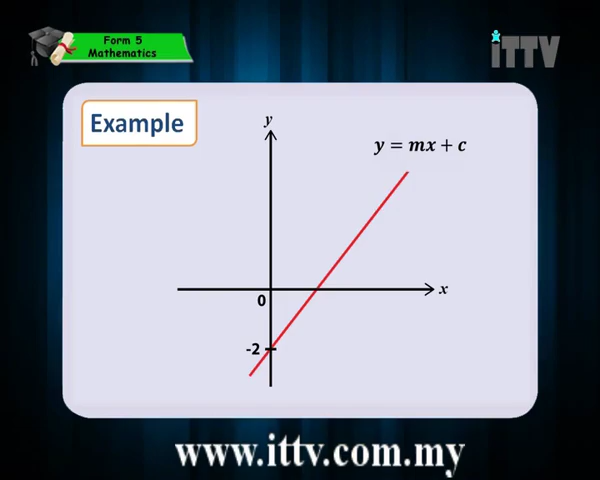 Form 5
Mathematics
iTTV
Example
y
y = mx + c
x
0
-2
www.ittv.com.my